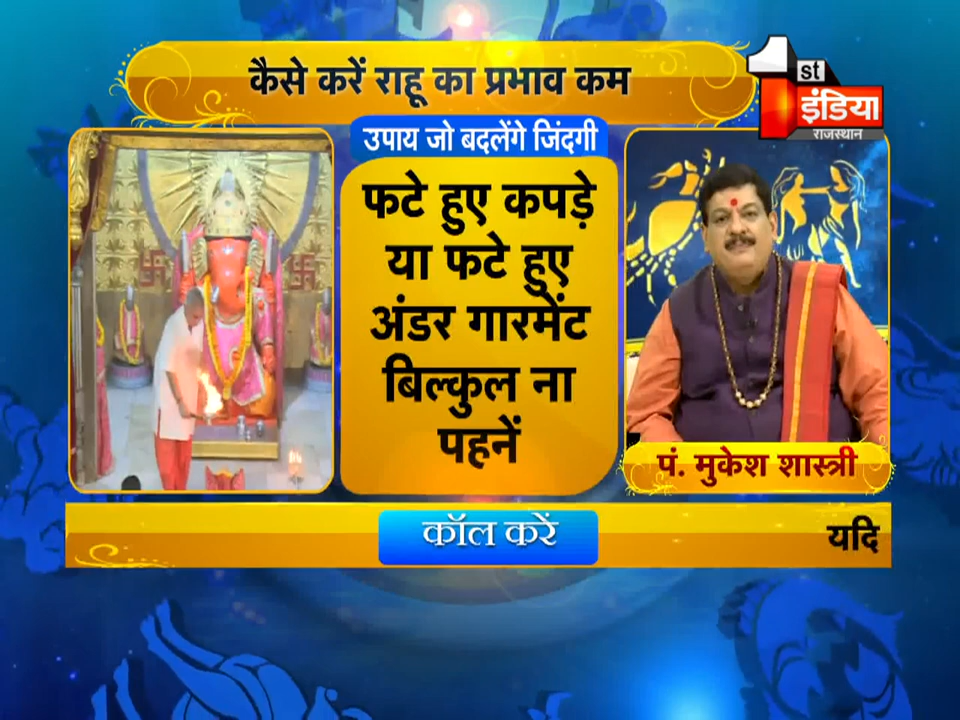 कैसे करें राहू का प्रभाव कम
1st
इंडिया
राजस्थान
उपाय जो बदलेंगे जिंदगी
फटे हुए कपड़े
या फटे हुए
अंडर गारमेंट
बिल्कुल ना
पहनें
पं. मुकेश शास्त्री
कॉल करें
यदि